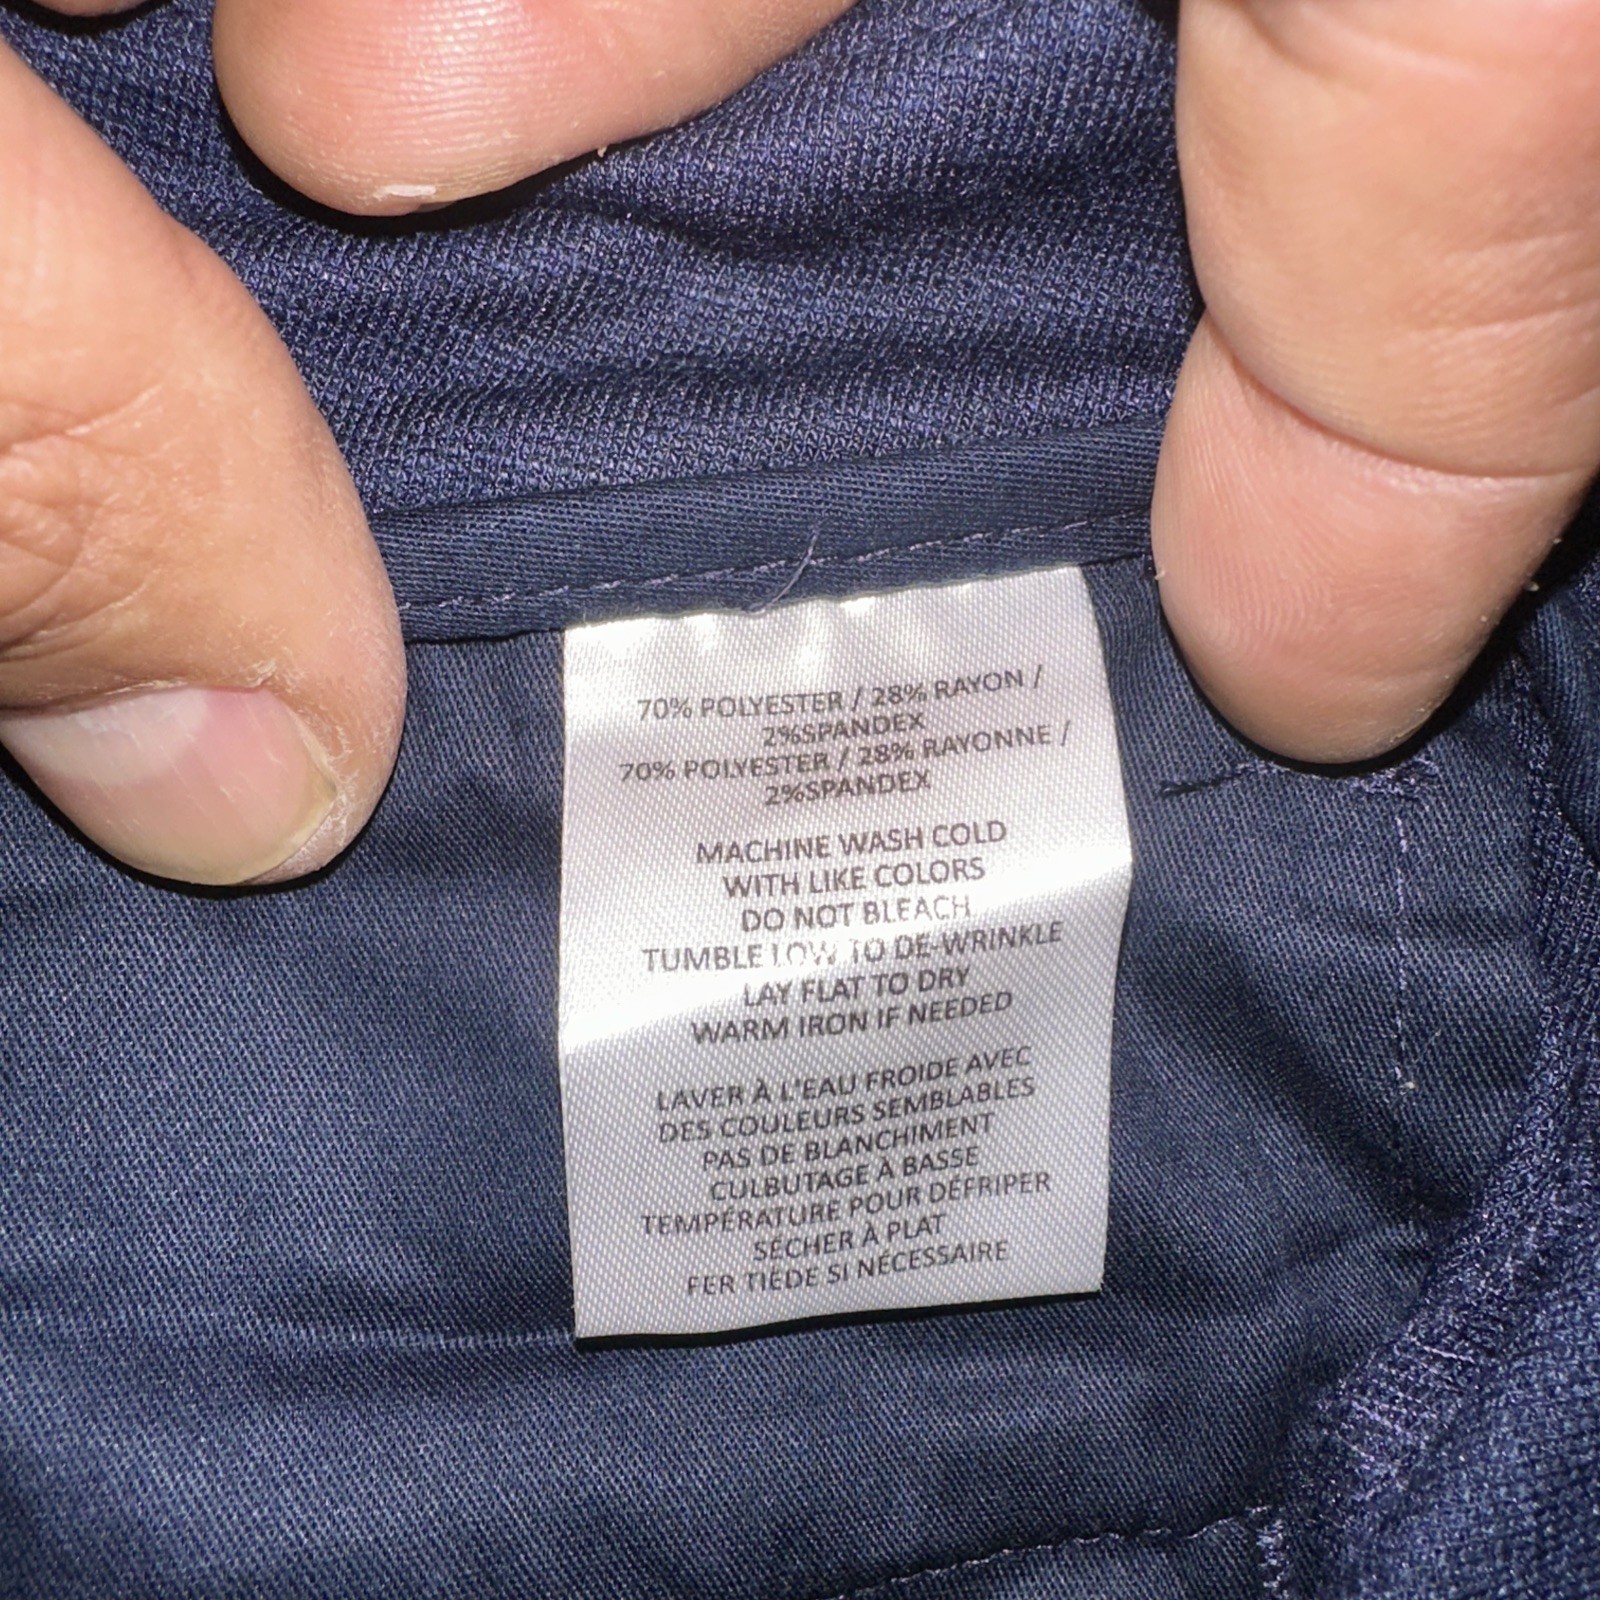 70% POLYESTER / 28% RAYON /
2%SPANDEX
70% POLYESTER / 28% RAYONNE /
2%SPANDEX
MACHINE WASH COLD
WITH LIKE COLORS
DO NOT BLEACH
TUMBLE LOW TO DE-WRINKLE
LAY FLAT TO DRY
WARM IRON IF NEEDED
LAVER À L'EAU FROIDE AVEC
DES COULEURS SEMBLABLES
PAS DE BLANCHIMENT
CULBUTAGE À BASSE
TEMPÉRATURE POUR DÉFRIPER
SÉCHER À PLAT
FER TIÈDE SI NÉCESSAIRE